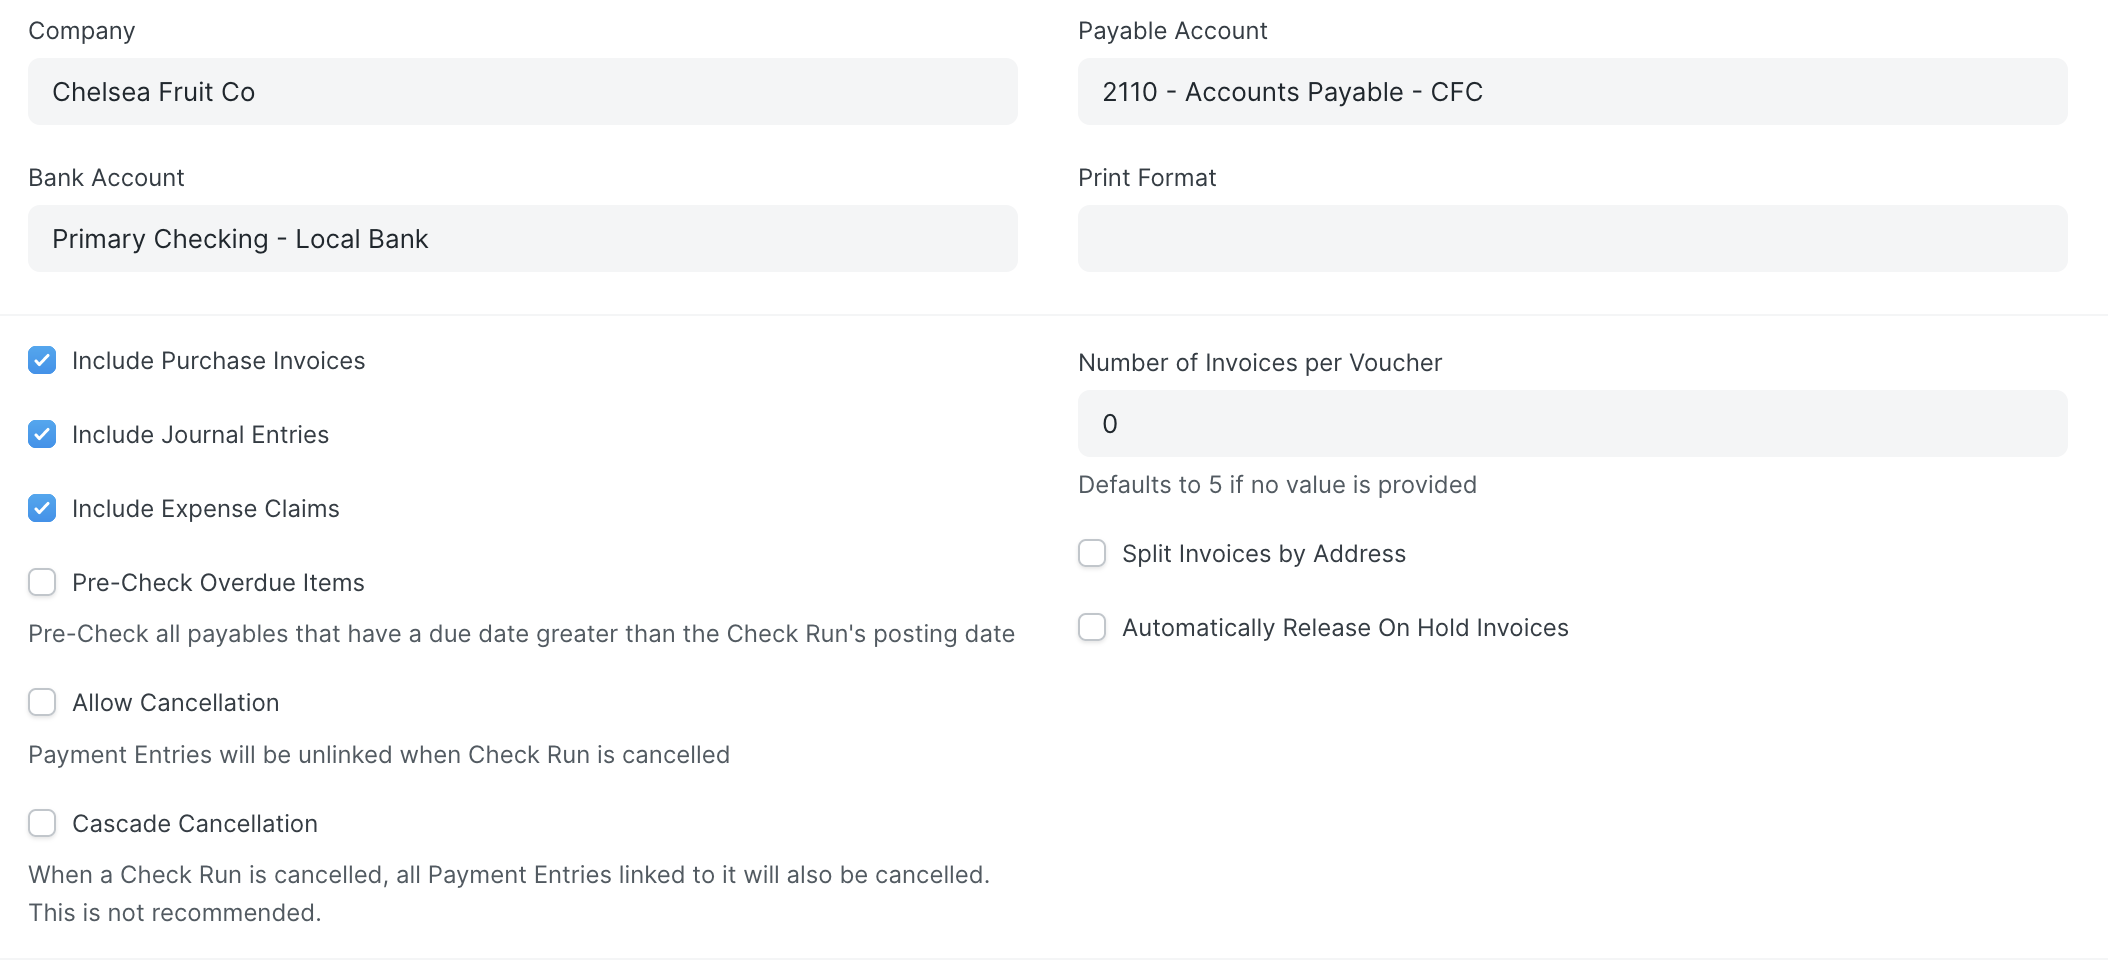 Company
Chelsea Fruit Co
Payable Account
2110 - Accounts Payable - CFC
Bank Account
Primary Checking - Local Bank
Print Format
Include Purchase Invoices
Include Journal Entries
Include Expense Claims
Pre-Check Overdue Items
Pre-Check all payables that have a due date greater than the Check Run's posting date
Allow Cancellation
Payment Entries will be unlinked when Check Run is cancelled
Cascade Cancellation
When a Check Run is cancelled, all Payment Entries linked to it will also be cancelled.
This is not recommended.
Number of Invoices per Voucher
0
Defaults to 5 if no value is provided
Split Invoices by Address
Automatically Release On Hold Invoices